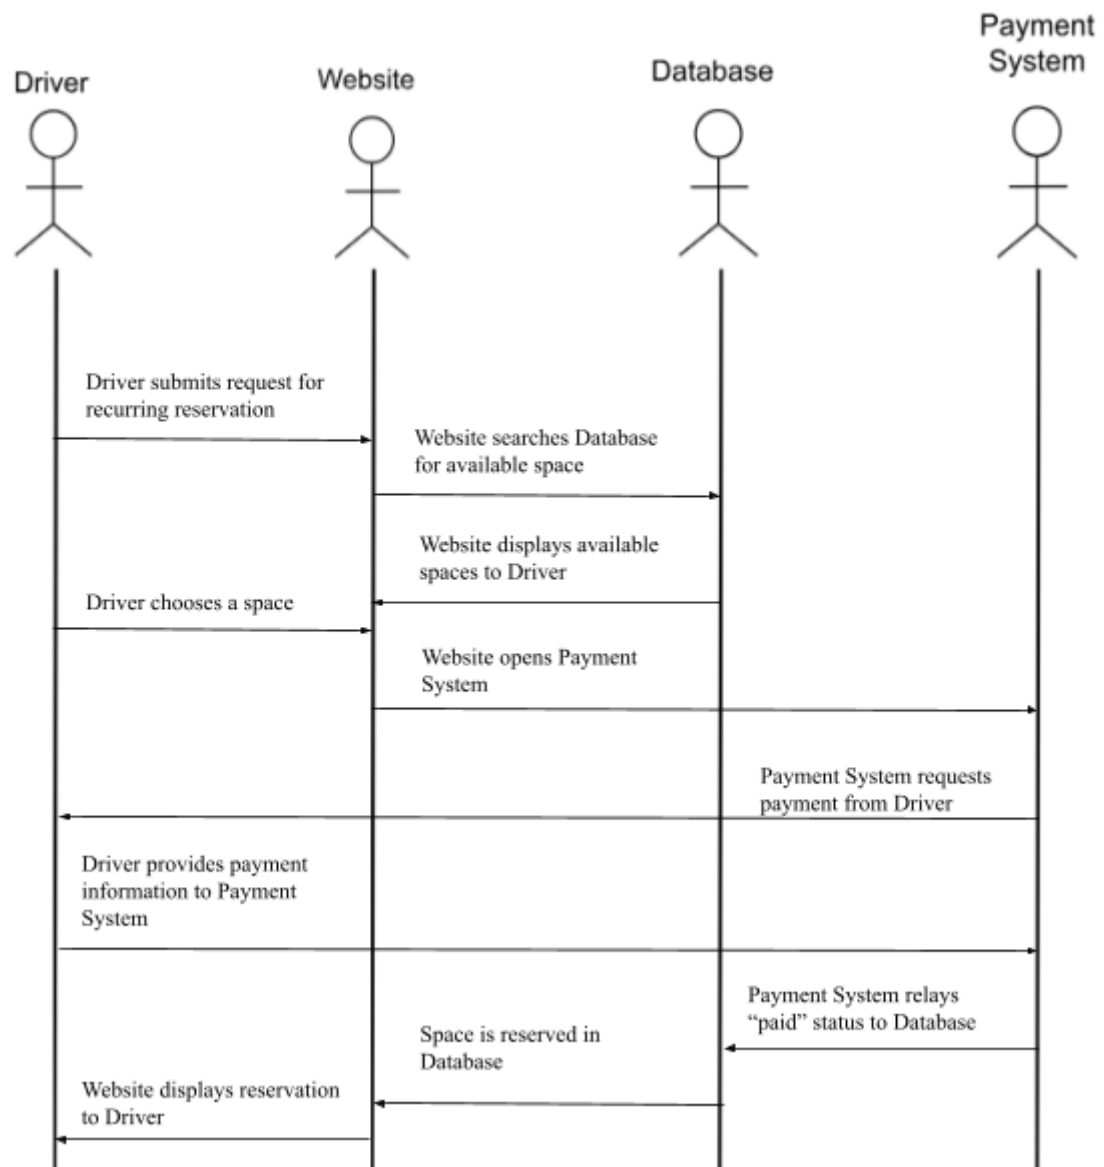 Payment
System
Driver
Website
Database
Driver submits request for
recurring reservation
Website searches Database
for available space
Website displays available
spaces to Driver
Driver chooses a space
Website opens Payment
System
Payment System requests
payment from Driver
Driver provides payment
information to Payment
System
Payment System relays
“paid” status to Database
Space is reserved in
Database
Website displays reservation
to Driver